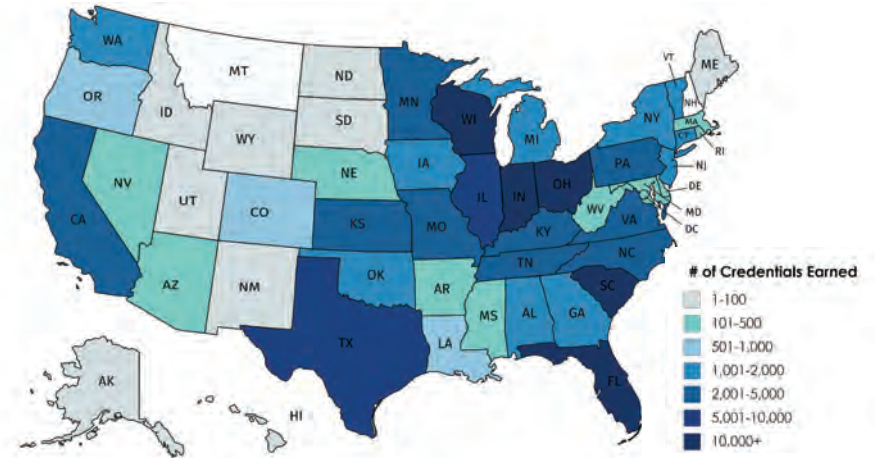 WA
MT
ND
OR
ID
WY
SD
MN
WI
MI
VT
ME
NH
NY
MA
CT
RI
NV
UT
CO
NE
IA
IL
IN
OH
PA
NJ
CA
KS
MO
KY
WV
VA
DE
MD
DC
AZ
NM
OK
AR
TN
NC
TX
LA
MS
AL
GA
SC
FL
AK
HI
# of Credentials Earned
1-100
101-500
501-1,000
1,001-2,000
2,001-5,000
5,001-10,000
10,000+